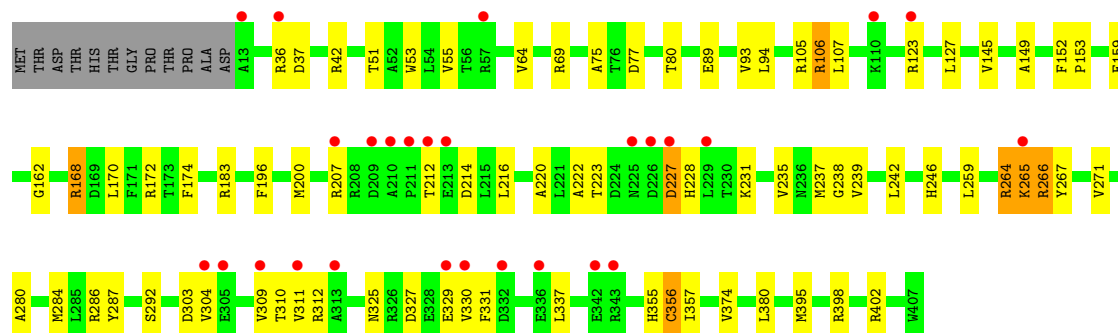 MET THR ASP THR HIS THR THR GLY PRO THR PRO ALA ASP A13 R36 D37 R42 T51 A52 W53 L54 V55 T56 R57 V64 R69 A75 T76 D77 T80 E89 V93 L94 R105 R106 L107 K110 R123 L127 V145 A149 F152 P153
G162 R168 D169 L170 F171 R172 T173 F174 R183 F196 M200 R207 R208 D209 A210 P211 T212 E213 D214 L215 L216 A220 L221 A222 T223 D224 N225 D226 D227 H228 L229 T230 K231 V235 N236 M237 G238 V239 L242 H246 L259 R264 K265 R266 Y267 V271
A280 M284 L285 R286 Y287 S292 D303 V304 E305 V309 T310 V311 R312 A313 N325 R326 D327 E328 E329 V330 F331 D332 E336 L337 E342 R343 H355 C356 I357 V374 L380 M395 R398 R402 W407